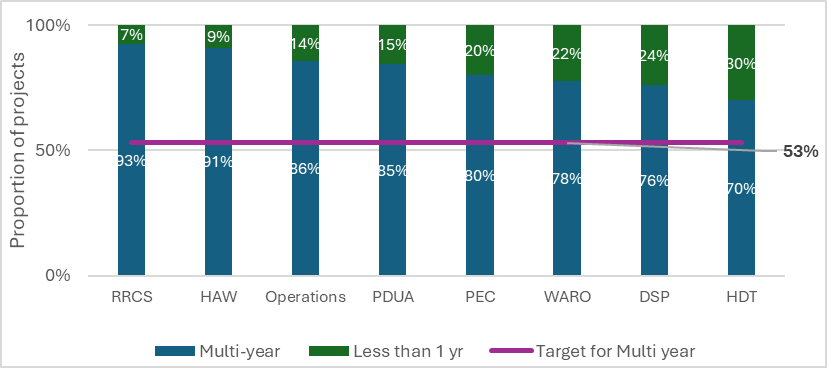 100%
50%
0%
Proportion of projects
7% 9% 14% 15% 20% 22% 24% 30%
93% 91% 86% 85% 80% 78% 76% 70%
53%
RRCS HAW Operations PDUA PEC WARO DSP HDT
Multi-year Less than 1 yr Target for Multi year